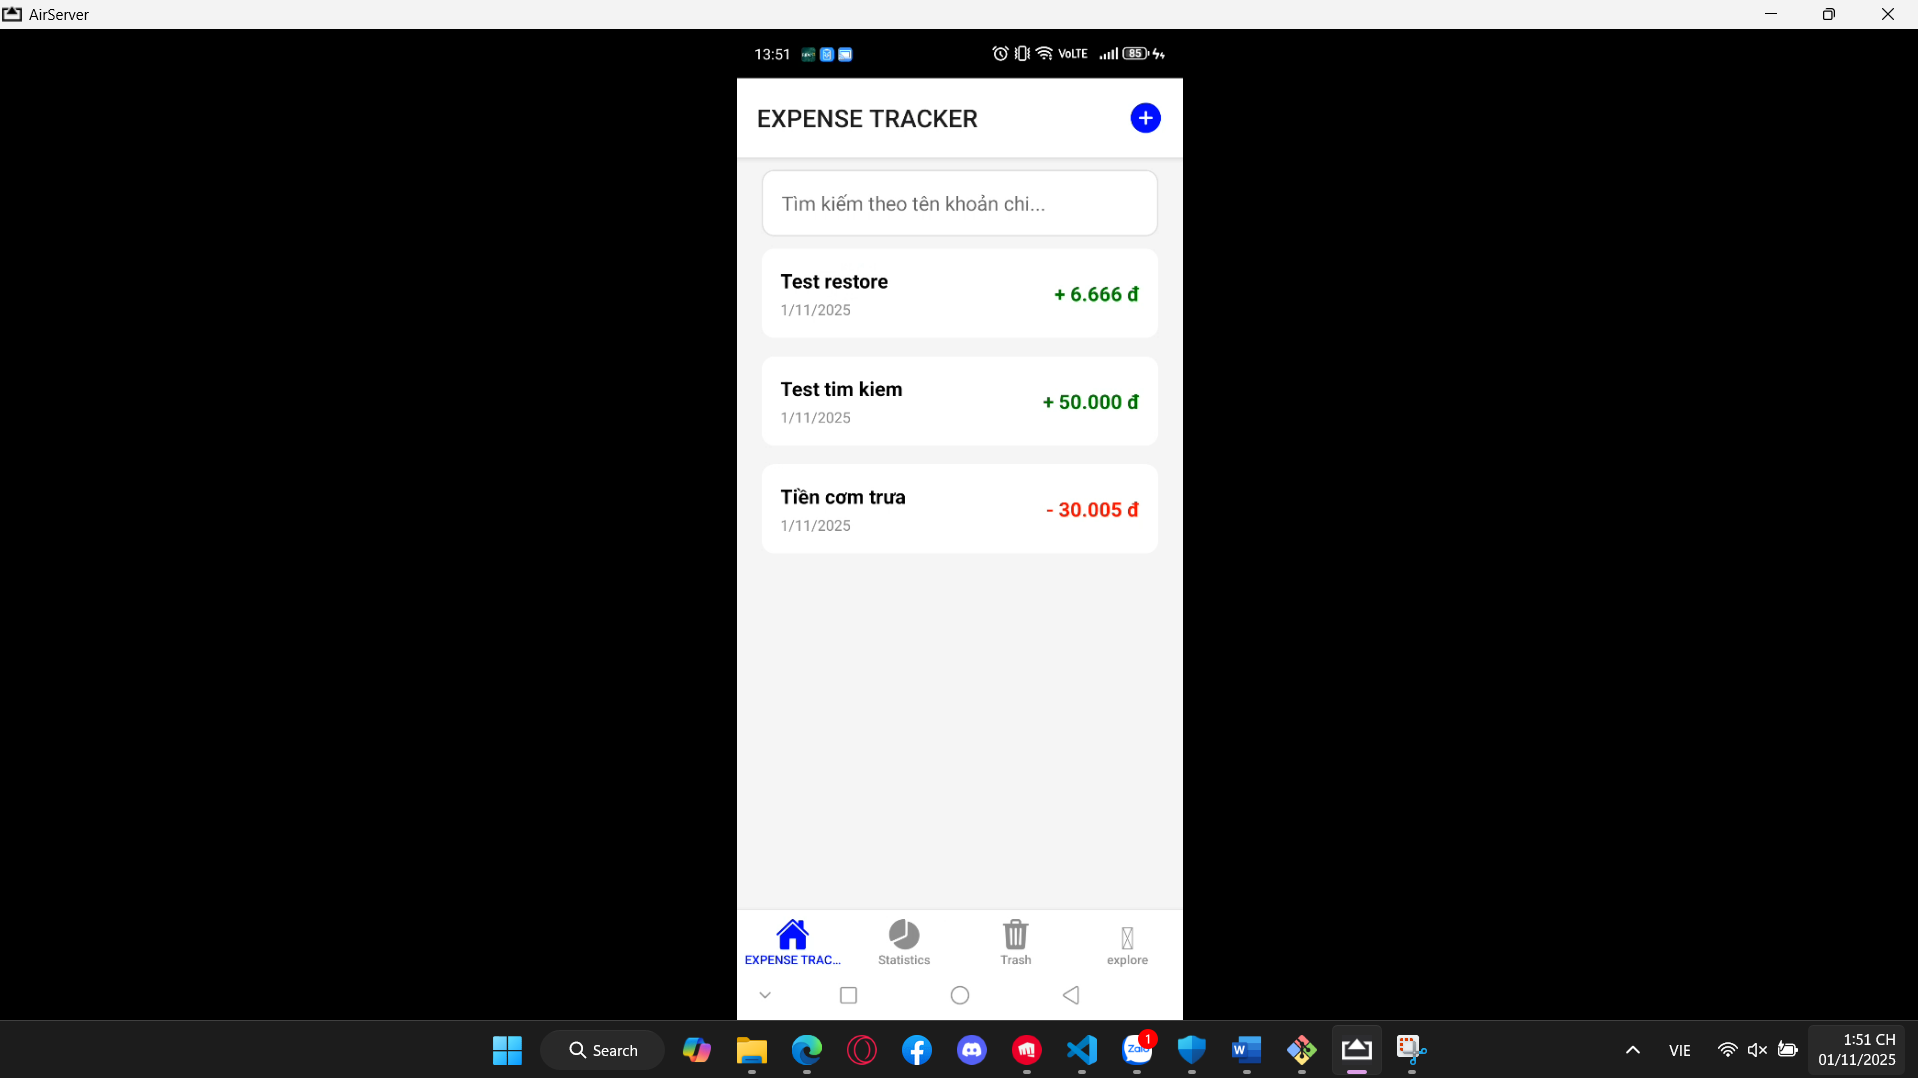 AirServer
13:51
VoLTE
85
EXPENSE TRACKER
Tìm kiếm theo tên khoản chi...
Test restore
+ 6.666 đ
1/11/2025
Test tim kiem
+ 50.000 đ
1/11/2025
Tiền cơm trưa
- 30.005 đ
1/11/2025
EXPENSE TRAC...
Statistics
Trash
explore
Search
Zalo
1
W
VIE
1:51 CH
01/11/2025